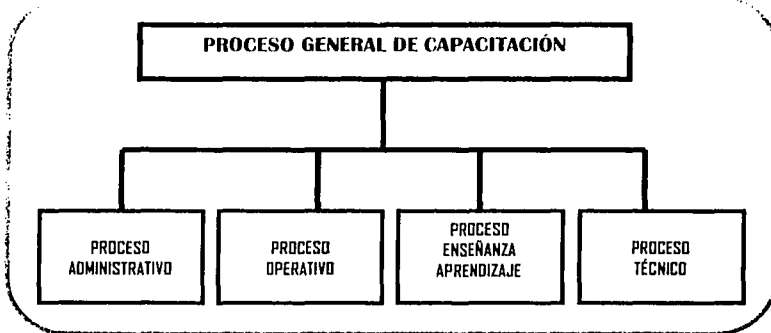 PROCESO GENERAL DE CAPACITACIÓN
PROCESO
ADMINISTRATIVO
PROCESO
OPERATIVO
PROCESO
ENSEÑANZA
APRENDIZAJE
PROCESO
TÉCNICO